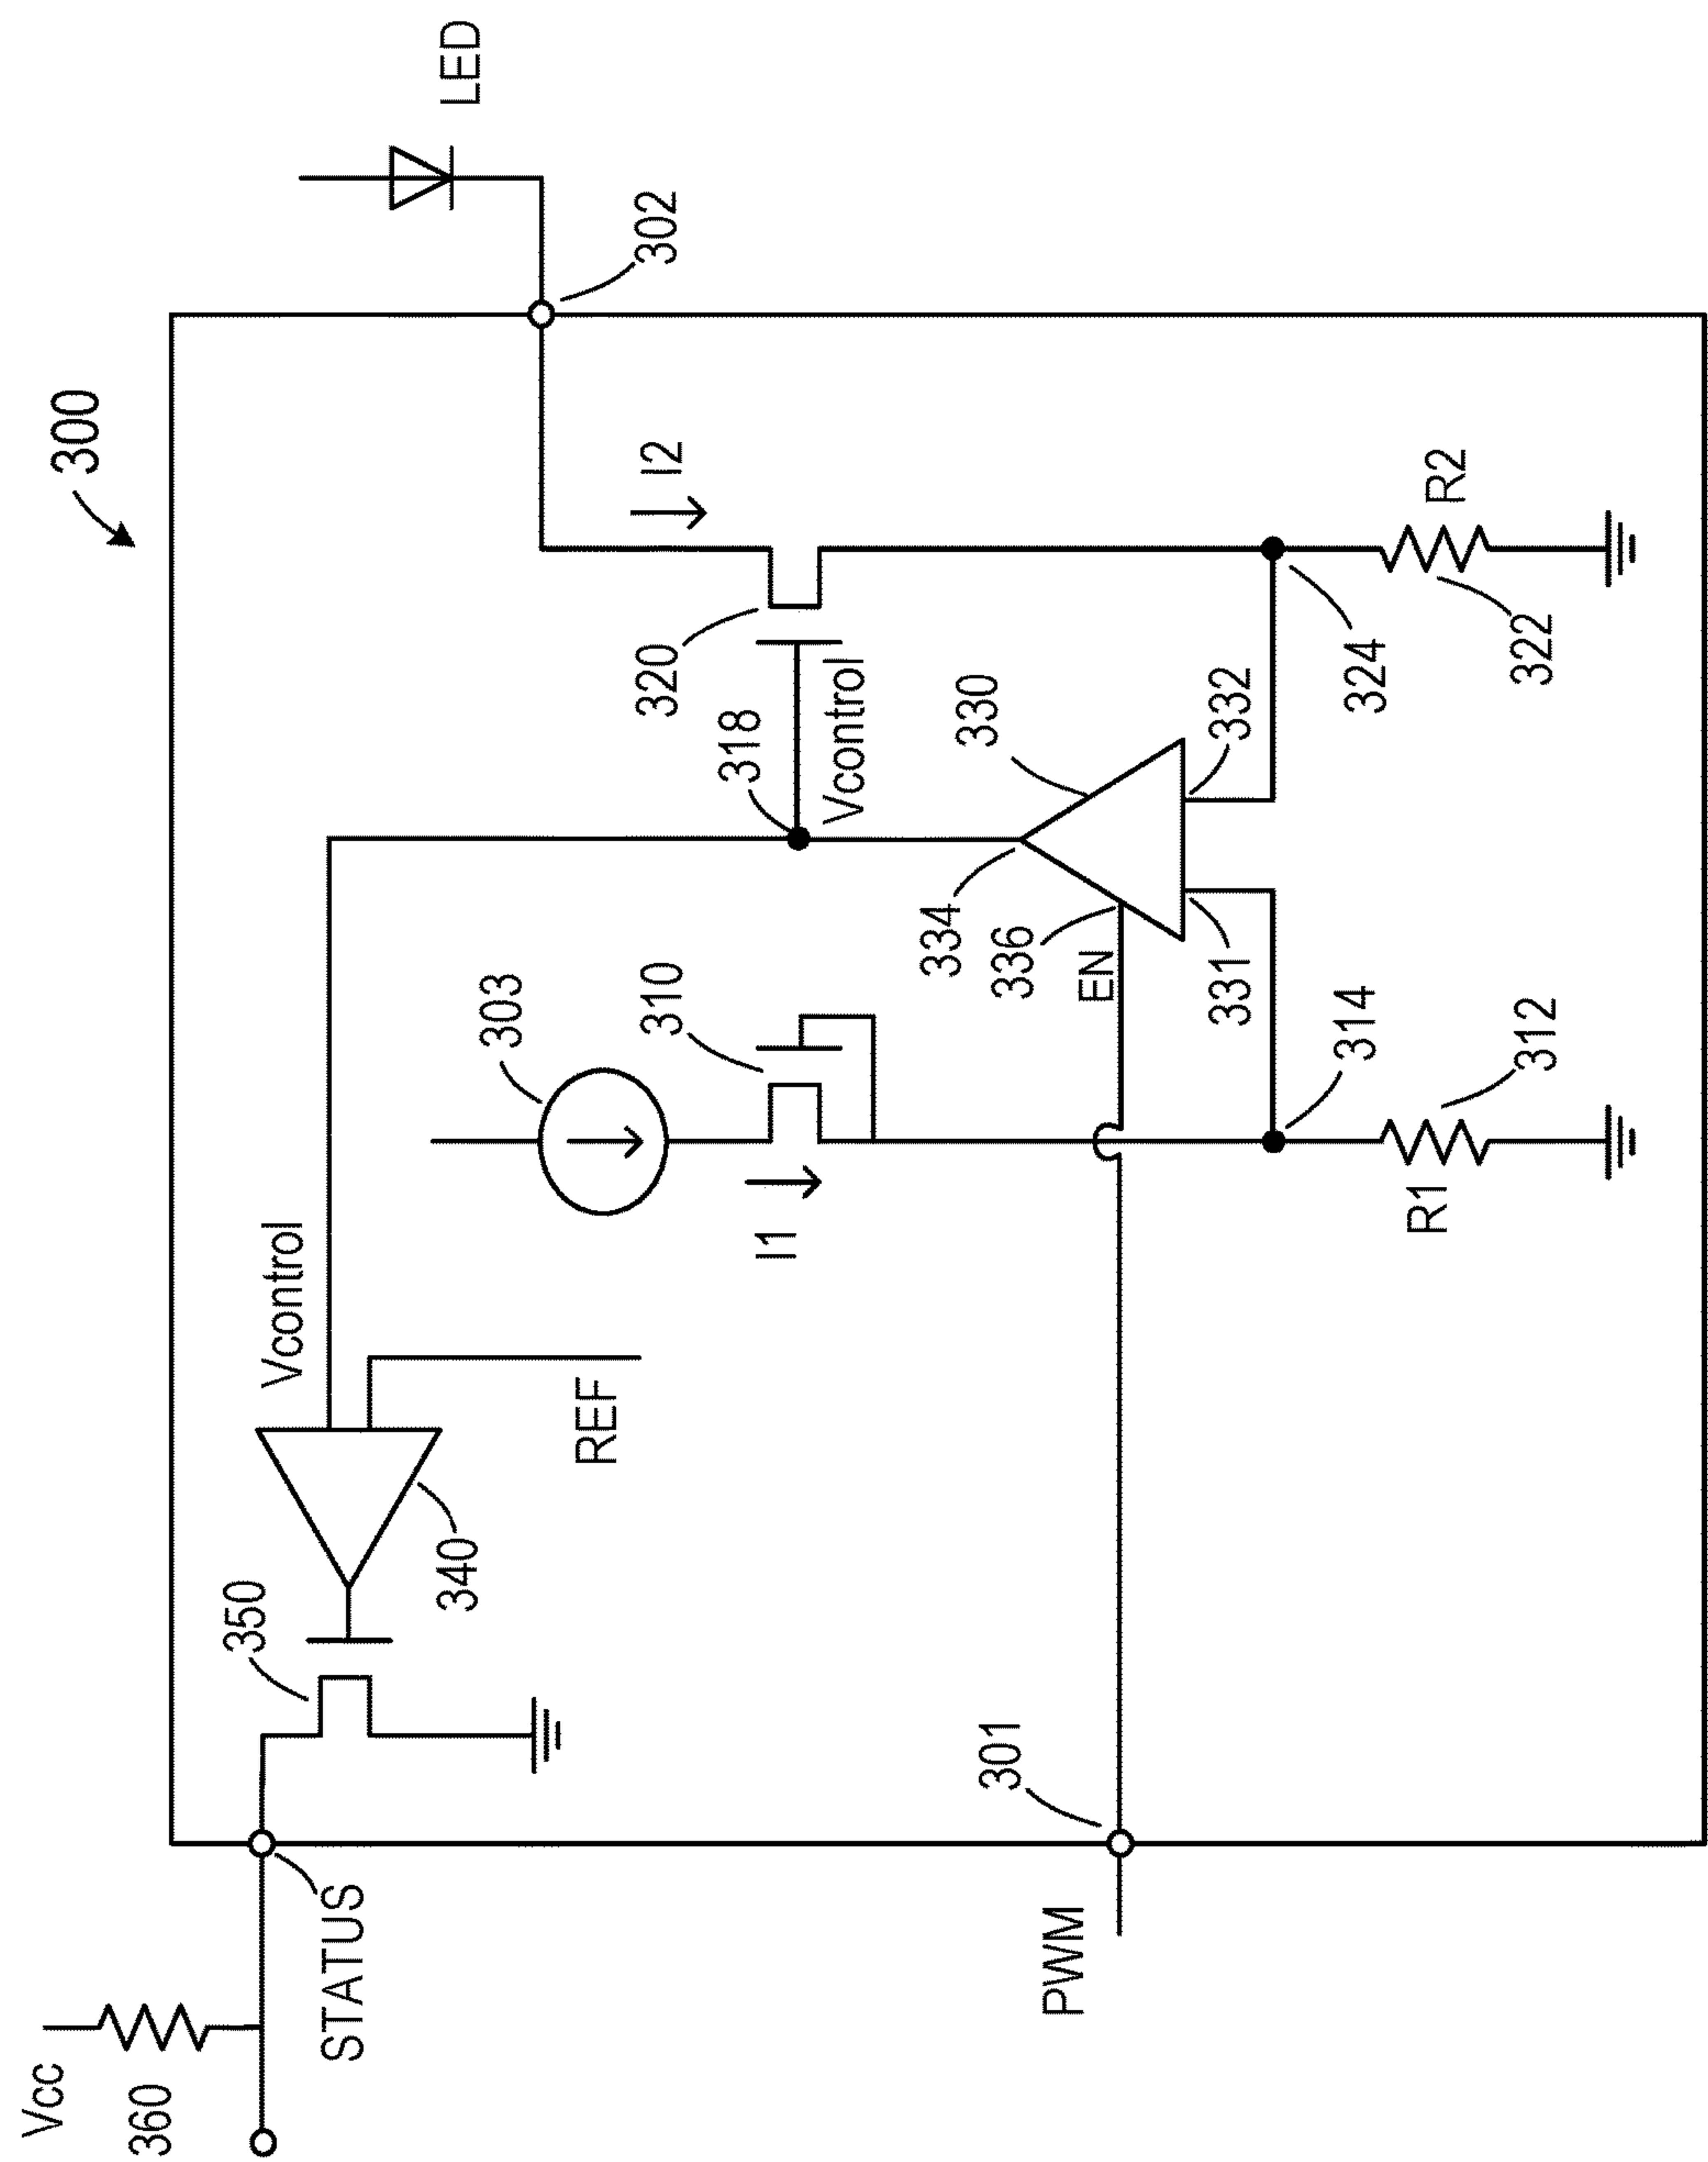 300
Vcc
360
STATUS
350
340
Vcontrol
REF
303
I1
310
318
320
Vcontrol
I2
302
LED
334
336
EN
330
331
332
PWM
301
R1
312
314
324
322
R2